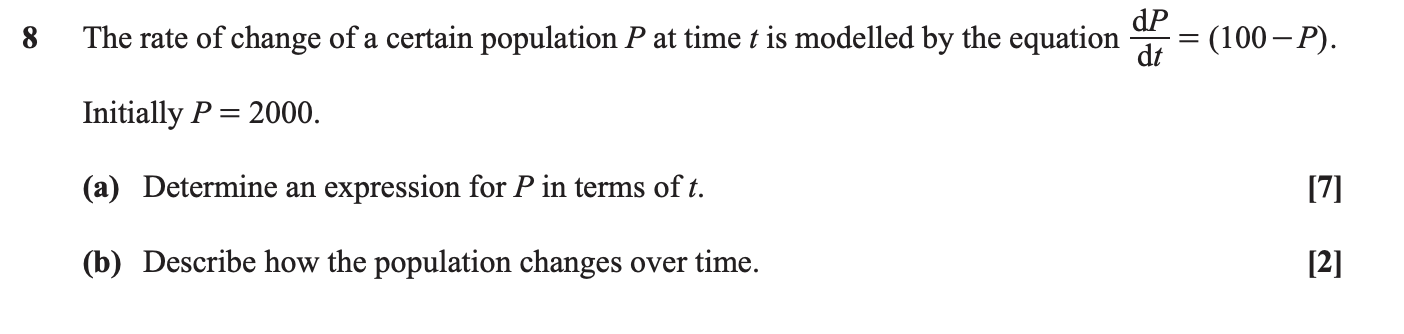 8 The rate of change of a certain population P at time t is modelled by the equation dP/dt = (100 − P).
Initially P = 2000.
(a) Determine an expression for P in terms of t. [7]
(b) Describe how the population changes over time. [2]